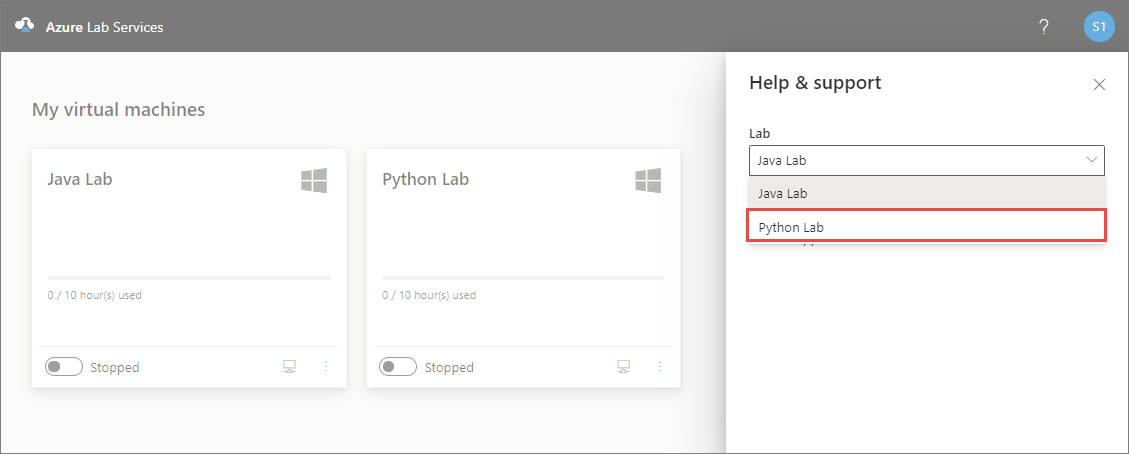 Azure Lab Services
?
S1
My virtual machines
Java Lab
0 / 10 hour(s) used
Stopped
Python Lab
0 / 10 hour(s) used
Stopped
Help & support
Lab
Java Lab
Java Lab
Python Lab